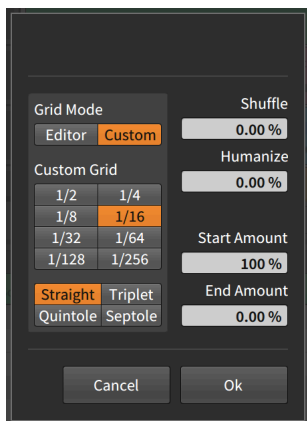 Grid Mode
Editor Custom
Custom Grid
1/2 1/4
1/8 1/16
1/32 1/64
1/128 1/256
Straight Triplet
Quintole Septole
Shuffle
0.00 %
Humanize
0.00 %
Start Amount
100 %
End Amount
0.00 %
Cancel Ok